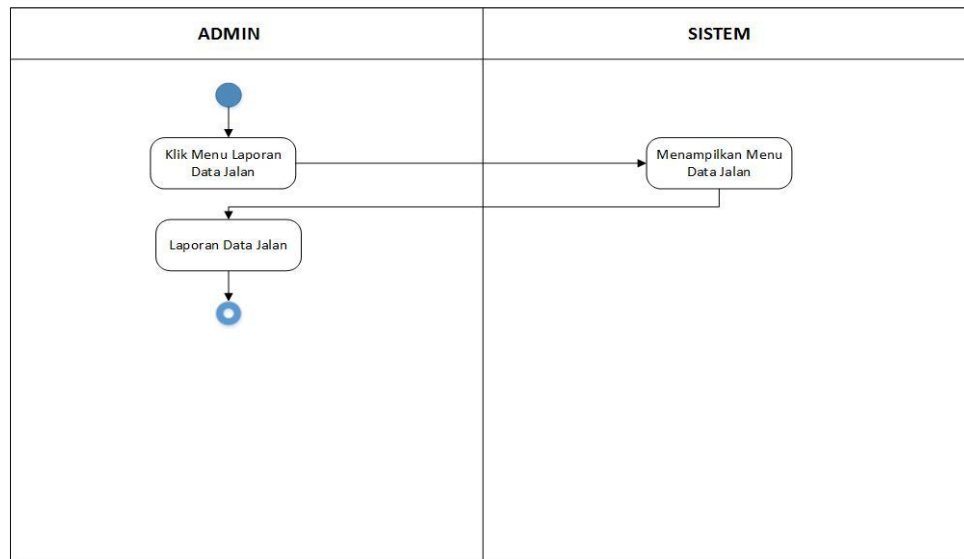 ADMIN
SISTEM
Klik Menu Laporan
Data Jalan
Menampilkan Menu
Data Jalan
Laporan Data Jalan